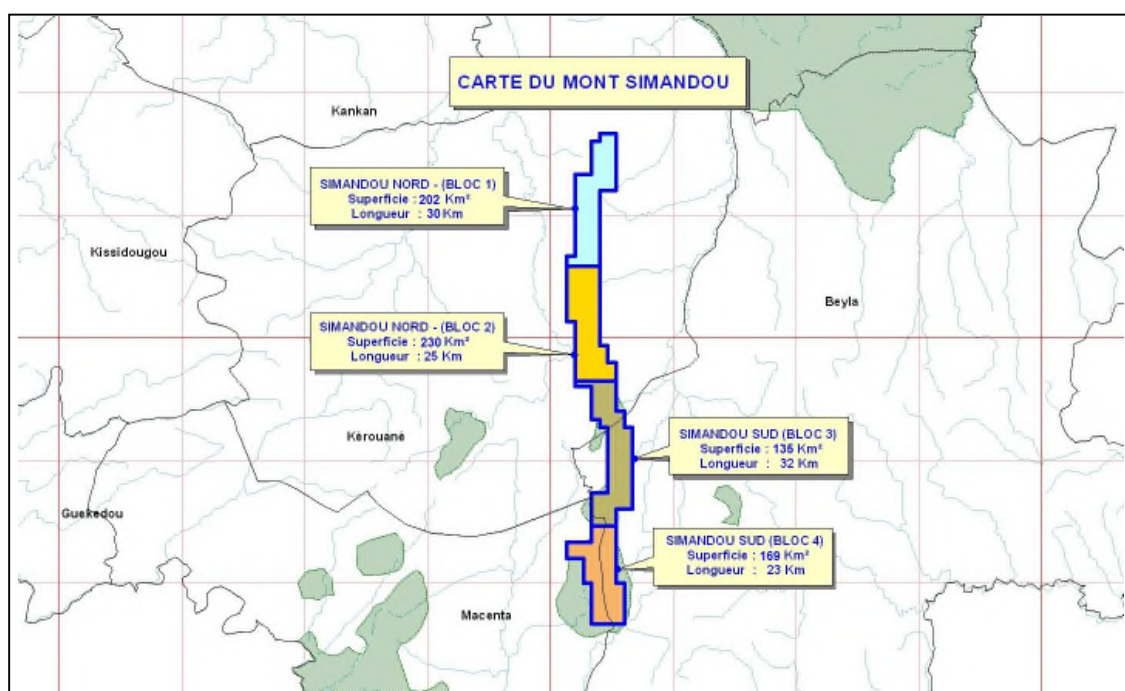 CARTE DU MONT SIMANDOU
Kankan
SIMANDOU NORD - (BLOC 1)
Superficie : 202 Km²
Longueur : 30 Km
Kissidougou
Beyla
SIMANDOU NORD - (BLOC 2)
Superficie : 230 Km²
Longueur : 25 Km
Kérouané
SIMANDOU SUD (BLOC 3)
Superficie : 135 Km²
Longueur : 32 Km
Guekedou
SIMANDOU SUD (BLOC 4)
Superficie : 169 Km²
Longueur : 23 Km
Macenta